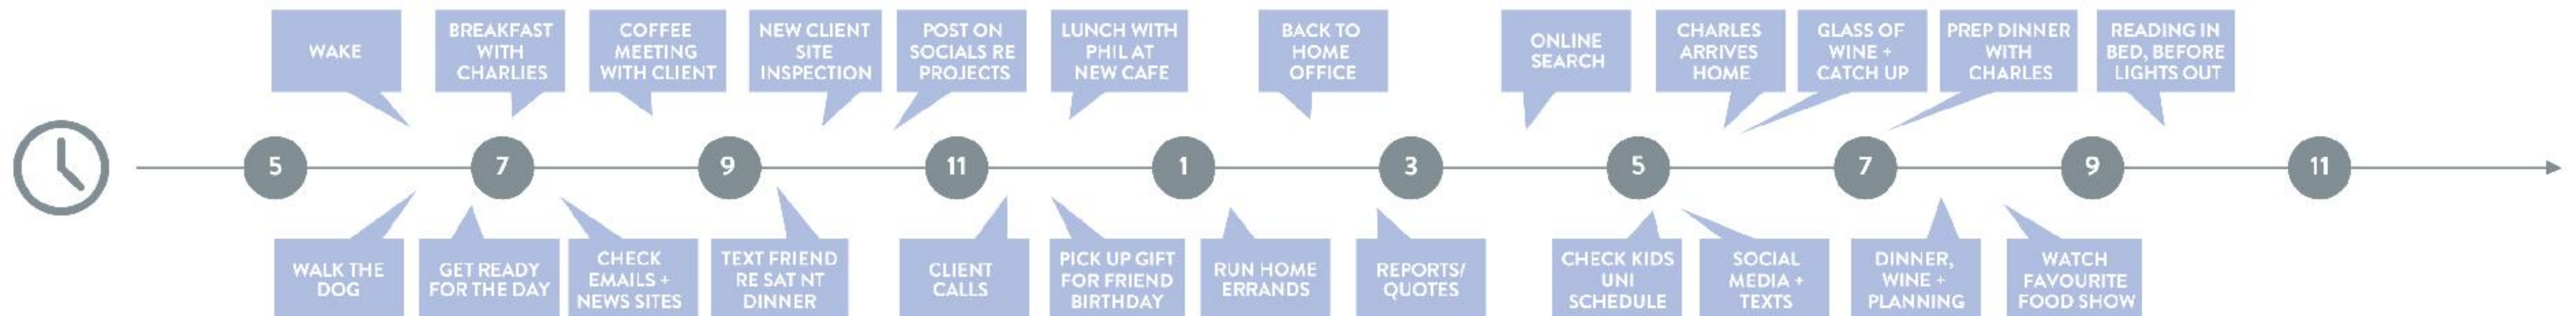 WAKE
BREAKFAST
WITH
CHARLIES
COFFEE
MEETING
WITH CLIENT
NEW CLIENT
SITE
INSPECTION
POST ON
SOCIALS RE
PROJECTS
LUNCH WITH
PHIL AT
NEW CAFE
BACK TO
HOME
OFFICE
ONLINE
SEARCH
CHARLES
ARRIVES
HOME
GLASS OF
WINE +
CATCH UP
PREP DINNER
WITH
CHARLES
READING IN
BED, BEFORE
LIGHTS OUT
5
7
9
11
1
3
5
7
9
11
WALK THE
DOG
GET READY
FOR THE DAY
CHECK
EMAILS +
NEWS SITES
TEXT FRIEND
RE SAT NT
DINNER
CLIENT
CALLS
PICK UP GIFT
FOR FRIEND
BIRTHDAY
RUN HOME
ERRANDS
REPORTS/
QUOTES
CHECK KIDS
UNI
SCHEDULE
SOCIAL
MEDIA +
TEXTS
DINNER,
WINE +
PLANNING
WATCH
FAVOURITE
FOOD SHOW